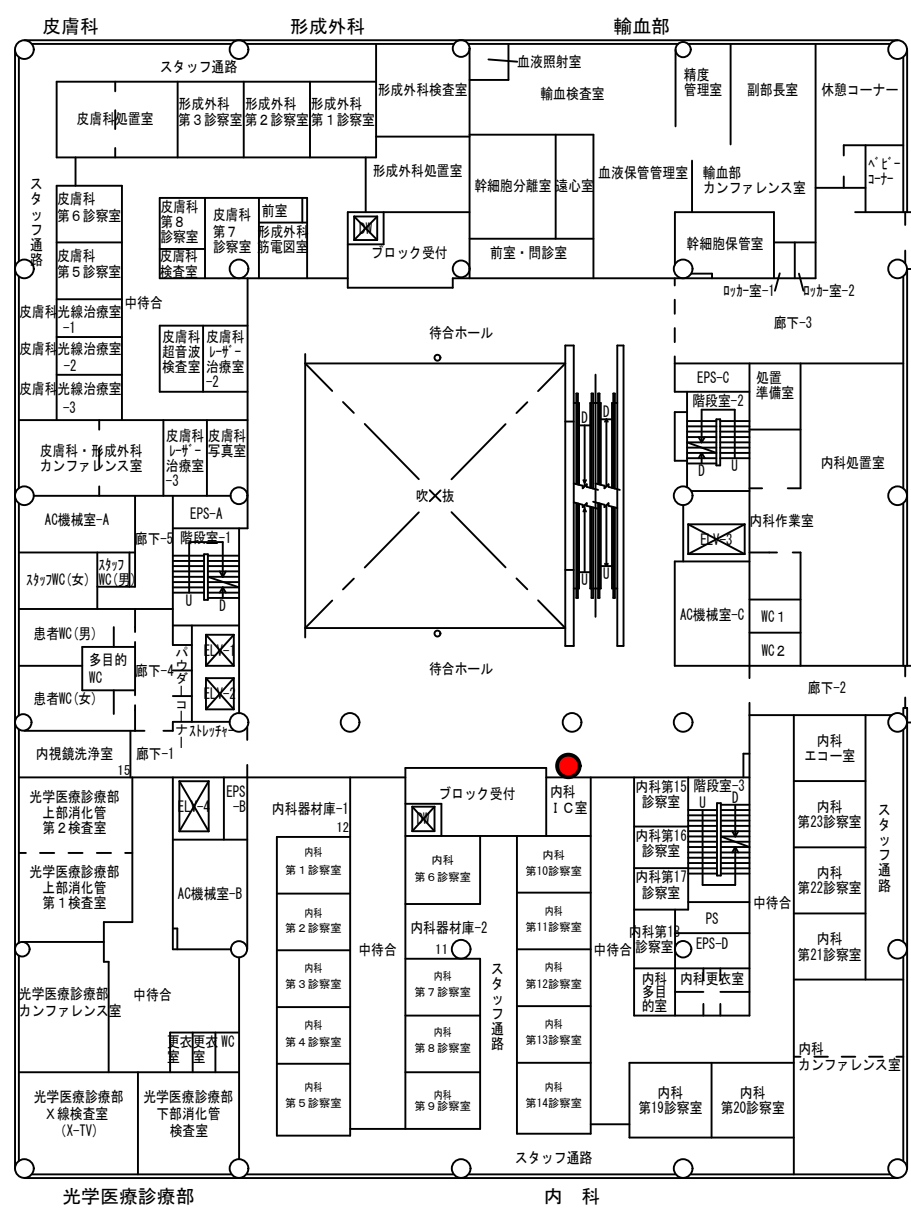 皮膚科
形成外科
輸血部
スタッフ通路
皮膚科処置室
形成外科
第3診察室
形成外科
第2診察室
形成外科
第1診察室
形成外科検査室
血液照射室
輸血検査室
精度
管理室
副部長室
休憩コーナー
ベビー
コーナー
形成外科処置室
幹細胞分離室
遠心室
血液保管管理室
輸血部
カンファレンス室
スタッフ通路
皮膚科
第6診察室
皮膚科
第5診察室
皮膚科
第8
診察室
皮膚科
検査室
皮膚科
第7
診察室
前室
形成外科
筋電図室
DW
ブロック受付
前室・問診室
幹細胞保管室
ロッカー室-1
ロッカー室-2
廊下-3
皮膚科光線治療室
-1
皮膚科光線治療室
-2
皮膚科光線治療室
-3
中待合
皮膚科
超音波
検査室
皮膚科
レーザー
治療室
-2
待合ホール
EPS-C
階段室-2
D
U
処置
準備室
内科処置室
皮膚科・形成外科
カンファレンス室
皮膚科
レーザー
治療室
-3
皮膚科
写真室
吹抜
D
D
U
U
AC機械室-A
廊下-5
EPS-A
階段室-1
U
D
内科作業室
ELV-3
スタッフWC(女)
スタッフ
WC(男)
AC機械室-C
WC1
WC2
患者WC(男)
多目的
WC
患者WC(女)
廊下-4
パウダーコーナー
ELV-1
ELV-2
ストレッチャー
待合ホール
廊下-2
内視鏡洗浄室
15
廊下-1
光学医療診療部
上部消化管
第2検査室
光学医療診療部
上部消化管
第1検査室
ELV-4
EPS
-B
AC機械室-B
内科器材庫-1
12
ブロック受付
DW
内科
IC室
内科第15
診察室
内科第16
診察室
内科第17
診察室
内科第18
診察室
階段室-3
U
D
PS
EPS-D
内科
多目
的室
内科更衣室
中待合
内科
エコー室
内科
第23診察室
内科
第22診察室
内科
第21診察室
スタッフ通路
内科
第1診察室
内科
第2診察室
内科
第3診察室
内科
第4診察室
内科
第5診察室
中待合
内科
第6診察室
内科器材庫-2
11
内科
第7診察室
内科
第8診察室
内科
第9診察室
スタッフ通路
内科
第10診察室
内科
第11診察室
内科
第12診察室
内科
第13診察室
内科
第14診察室
中待合
光学医療診療部
カンファレンス室
中待合
更衣
室
更衣
室
WC
光学医療診療部
X線検査室
(X-TV)
光学医療診療部
下部消化管
検査室
内科
第19診察室
内科
第20診察室
内科
カンファレンス室
スタッフ通路
光学医療診療部
内 科